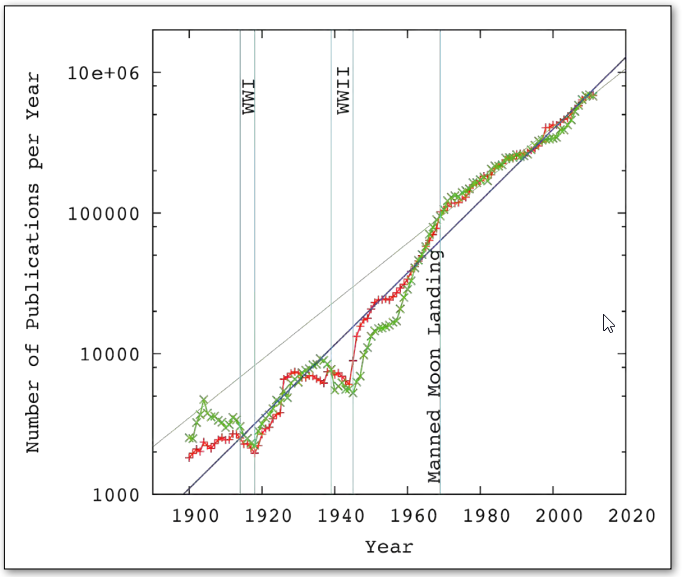 Number of Publications per Year
10e+06
100000
10000
1000
WWI
WWII
Manned Moon Landing
1900 1920 1940 1960 1980 2000 2020
Year